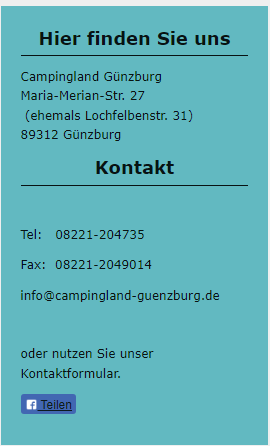 Hier finden Sie uns
Campingland Günzburg
Maria-Merian-Str. 27
(ehemals Lochfelbenstr. 31)
89312 Günzburg
Kontakt
Tel: 08221-204735
Fax: 08221-2049014
info@campingland-guenzburg.de
oder nutzen Sie unser
Kontaktformular.
Teilen